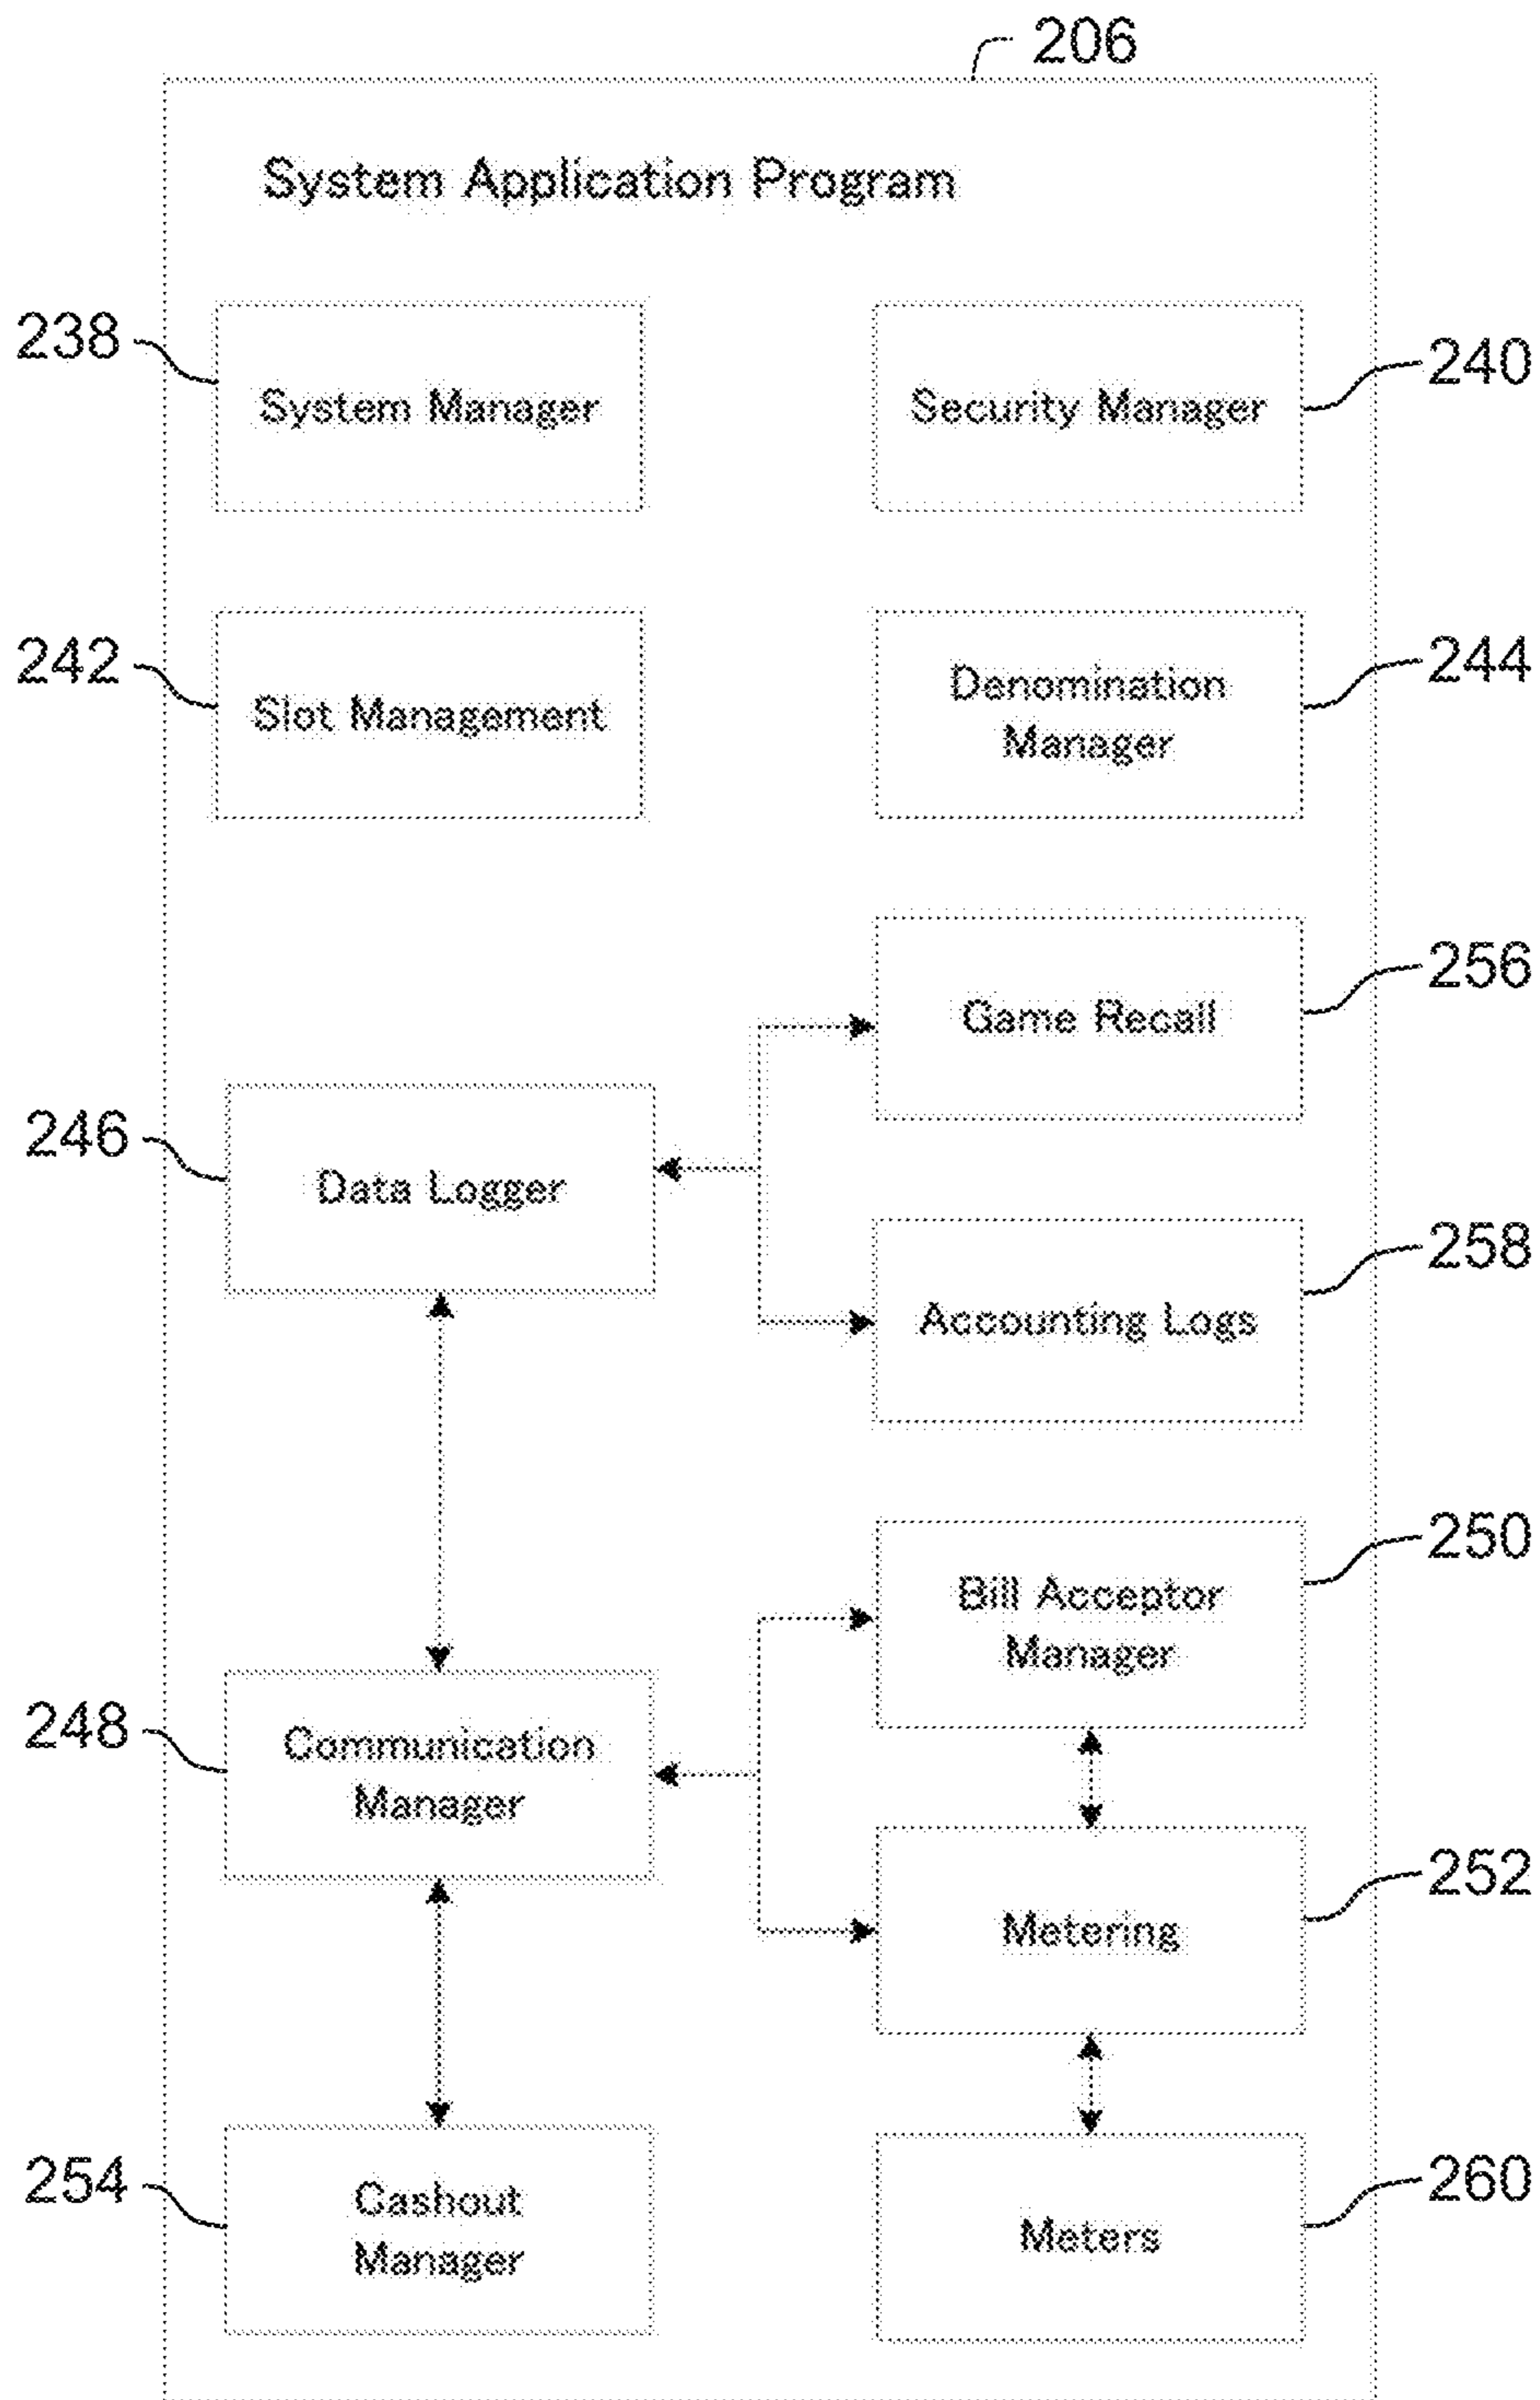 206
System Application Program
238
System Manager
Security Manager
240
242
Slot Management
Denomination
Manager
244
Game Recall
256
246
Data Logger
Accounting Logs
258
Bill Acceptor
Manager
250
248
Communication
Manager
Metering
252
254
Cashout
Manager
Meters
260